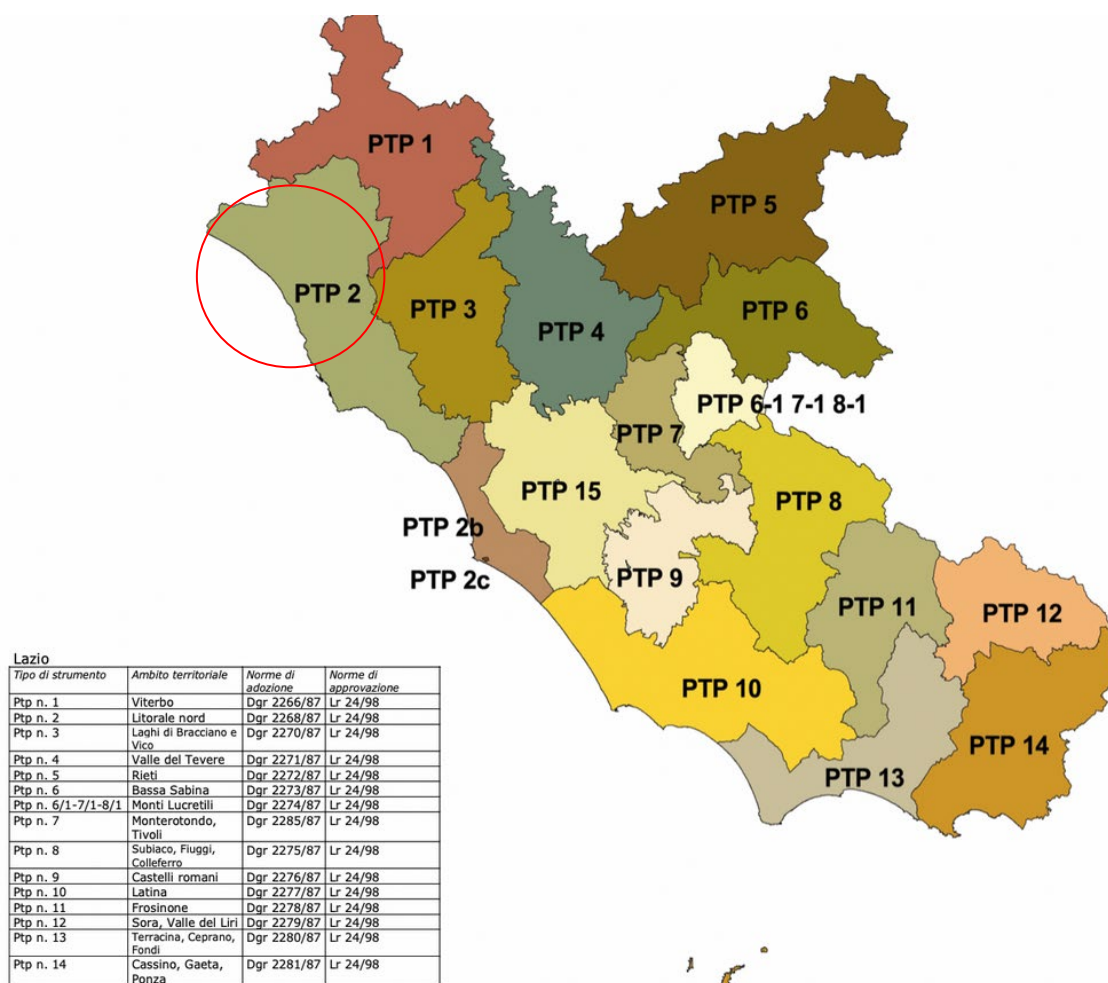 PTP 1
PTP 5
PTP 2
PTP 3
PTP 4
PTP 6
PTP 6-1 7-1 8-1
PTP 7
PTP 15
PTP 8
PTP 2b
PTP 2c
PTP 9
PTP 11
PTP 12
PTP 10
PTP 14
PTP 13
Lazio
Tipo di strumento Ambito territoriale Norme di adozione Norme di approvazione
Ptp n. 1 Viterbo Dgr 2266/87 Lr 24/98
Ptp n. 2 Litorale nord Dgr 2268/87 Lr 24/98
Ptp n. 3 Laghi di Bracciano e Vico Dgr 2270/87 Lr 24/98
Ptp n. 4 Valle del Tevere Dgr 2271/87 Lr 24/98
Ptp n. 5 Rieti Dgr 2272/87 Lr 24/98
Ptp n. 6 Bassa Sabina Dgr 2273/87 Lr 24/98
Ptp n. 6/1-7/1-8/1 Monti Lucretili Dgr 2274/87 Lr 24/98
Ptp n. 7 Monterotondo, Tivoli Dgr 2285/87 Lr 24/98
Ptp n. 8 Subiaco, Fiuggi, Colleferro Dgr 2275/87 Lr 24/98
Ptp n. 9 Castelli romani Dgr 2276/87 Lr 24/98
Ptp n. 10 Latina Dgr 2277/87 Lr 24/98
Ptp n. 11 Frosinone Dgr 2278/87 Lr 24/98
Ptp n. 12 Sora, Valle del Liri Dgr 2279/87 Lr 24/98
Ptp n. 13 Terracina, Ceprano, Fondi Dgr 2280/87 Lr 24/98
Ptp n. 14 Cassino, Gaeta, Ponza Dgr 2281/87 Lr 24/98